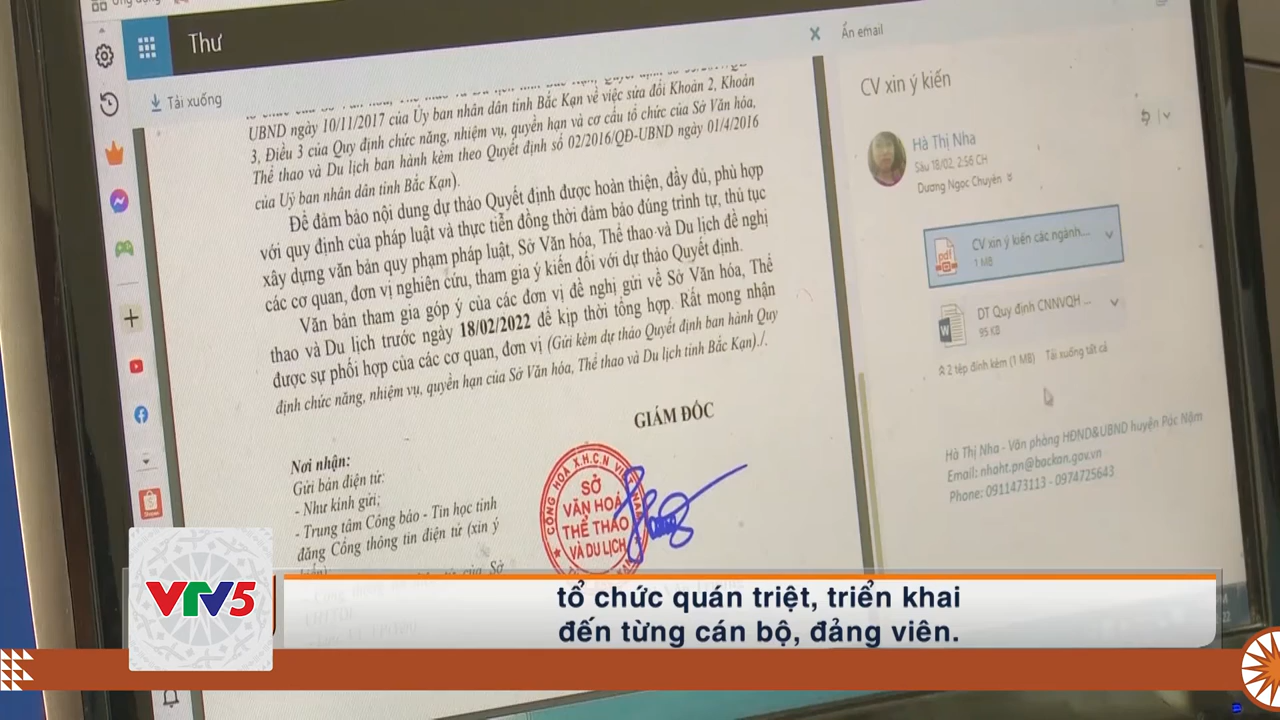 Thư
Ẩn email
Tải xuống
UBND ngày 10/11/2017 của Ủy ban nhân dân tỉnh Bắc Kạn về việc sửa đổi Khoản 2, Khoản
3, Điều 3 của Quy định chức năng, nhiệm vụ, quyền hạn và cơ cấu tổ chức của Sở Văn hóa,
Thể thao và Du lịch ban hành kèm theo Quyết định số 02/2016/QĐ-UBND ngày 01/4/2016
của Uỷ ban nhân dân tỉnh Bắc Kạn).
Để đảm bảo nội dung dự thảo Quyết định được hoàn thiện, đầy đủ, phù hợp
với quy định của pháp luật và thực tiễn đồng thời đảm bảo đúng trình tự, thủ tục
xây dựng văn bản quy phạm pháp luật, Sở Văn hóa, Thể thao và Du lịch đề nghị
các cơ quan, đơn vị nghiên cứu, tham gia ý kiến đối với dự thảo Quyết định.
Văn bản tham gia góp ý của các đơn vị đề nghị gửi về Sở Văn hóa, Thể
thao và Du lịch trước ngày 18/02/2022 để kịp thời tổng hợp. Rất mong nhận
được sự phối hợp của các cơ quan, đơn vị (Gửi kèm dự thảo Quyết định ban hành Quy
định chức năng, nhiệm vụ, quyền hạn của Sở Văn hóa, Thể thao và Du lịch tỉnh Bắc Kạn)./.
GIÁM ĐỐC
Nơi nhận:
Gửi bản điện tử:
- Như kính gửi;
- Trung tâm Công báo - Tin học tỉnh
đăng Cổng thông tin điện tử (xin ý
CỘNG HOÀ X.H.C.N VIỆT NAM
SỞ
VĂN HOÁ
THỂ THAO
VÀ DU LỊCH
CV xin ý kiến
Hà Thị Nha
Sáu 18/02, 2:56 CH
Dương Ngọc Chuyên
pdf
CV xin ý kiến các ngành...
1 MB
W
DT Quy định CNNVQH ...
95 KB
2 tệp đính kèm (1 MB) Tải xuống tất cả
Hà Thị Nha - Văn phòng HĐND&UBND huyện Pác Nặm
Email: nhaht.pn@backan.gov.vn
Phone: 0911473113 - 0974725643
VTV5
tổ chức quán triệt, triển khai
đến từng cán bộ, đảng viên.